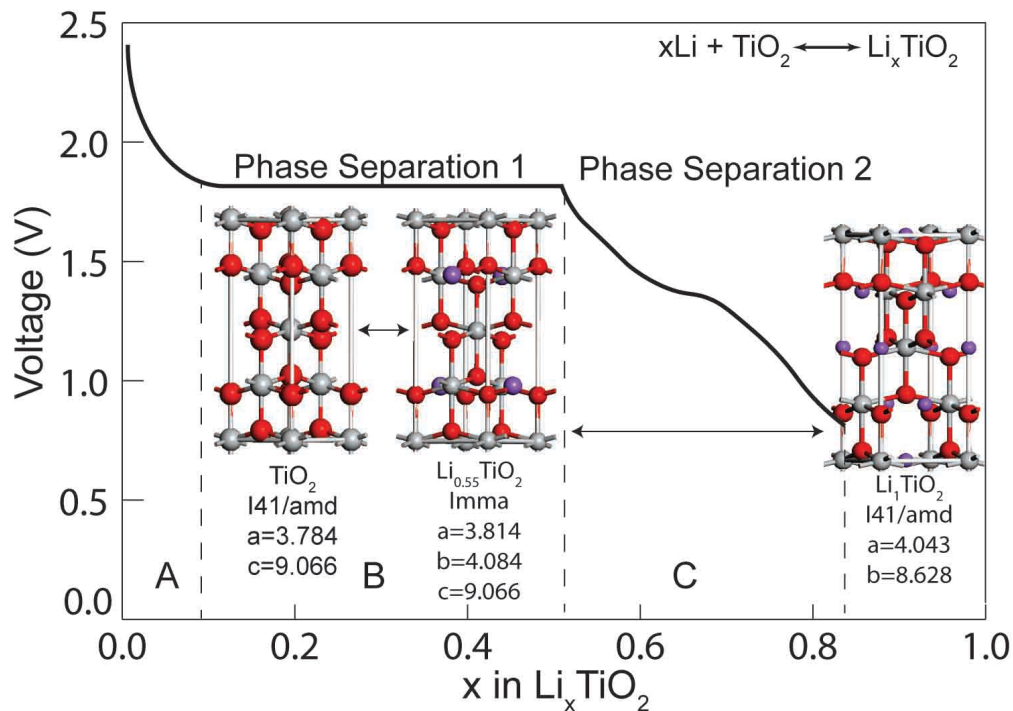 2.5
2.0
1.5
1.0
0.5
0.0
Voltage (V)
xLi + TiO₂ ⟷ LiₓTiO₂
Phase Separation 1
Phase Separation 2
TiO₂
I41/amd
a=3.784
c=9.066
Li₀.₅₅TiO₂
Imma
a=3.814
b=4.084
c=9.066
Li₁TiO₂
I41/amd
a=4.043
b=8.628
A
B
C
0.0 0.2 0.4 0.6 0.8 1.0
x in LiₓTiO₂